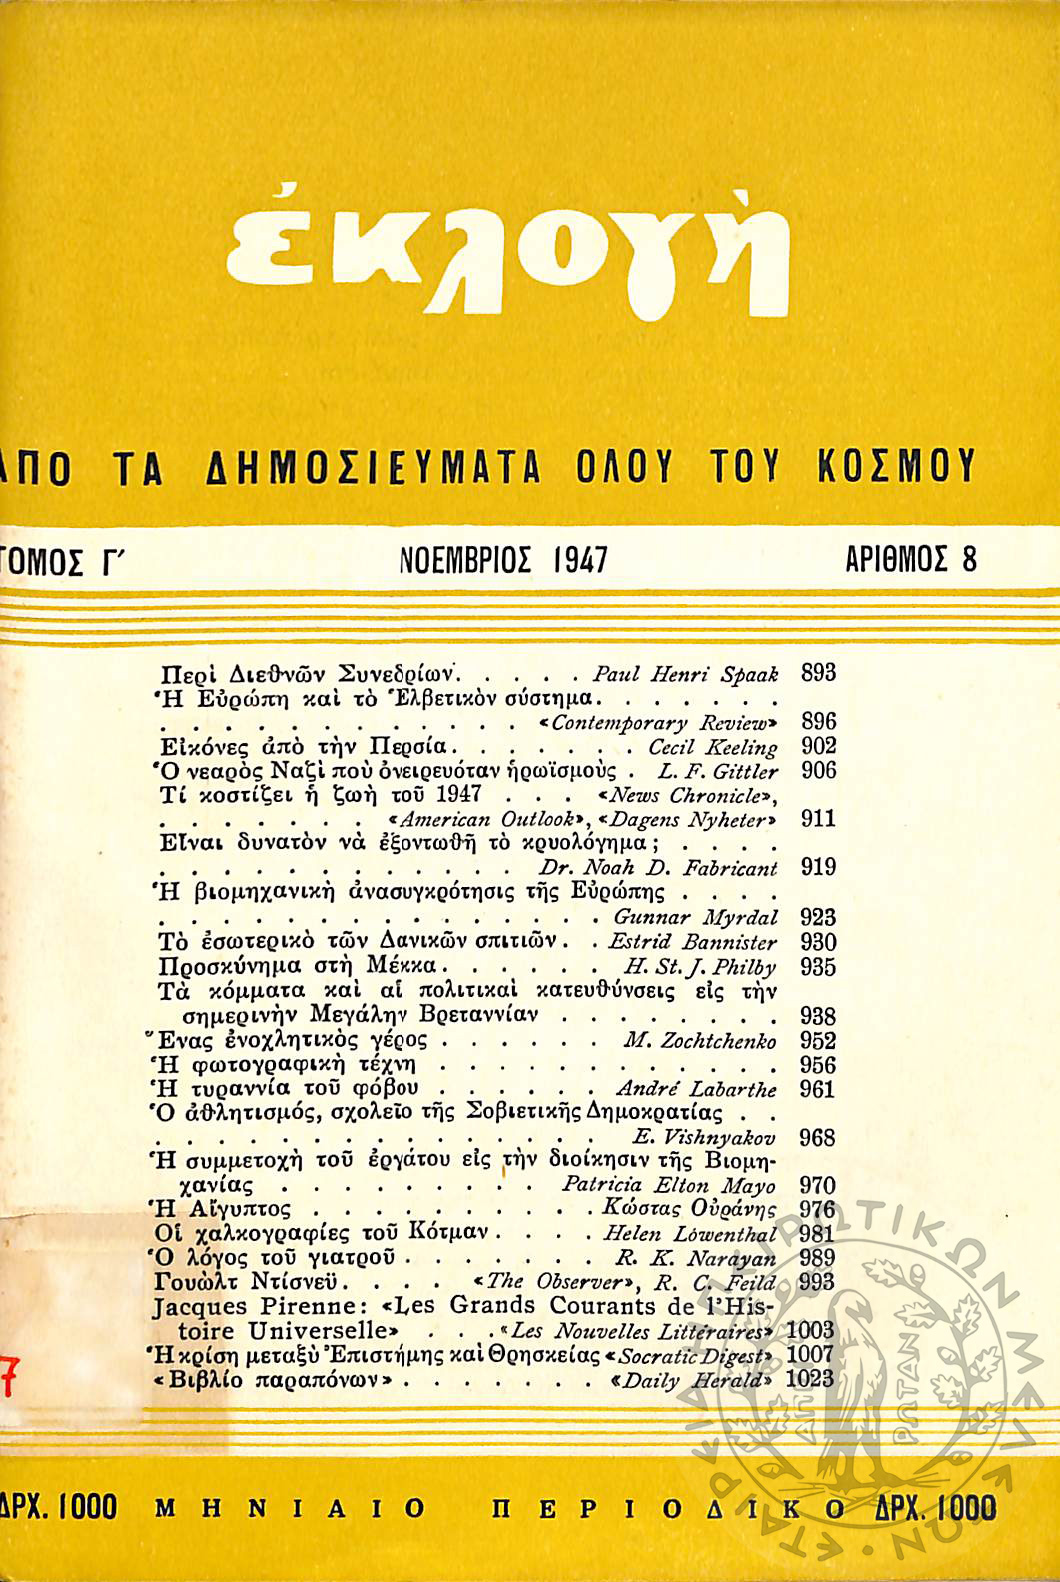 ἐκλογὴ
ΑΠΟ ΤΑ ΔΗΜΟΣΙΕΥΜΑΤΑ ΟΛΟΥ ΤΟΥ ΚΟΣΜΟΥ
ΤΟΜΟΣ Γ΄ ΝΟΕΜΒΡΙΟΣ 1947 ΑΡΙΘΜΟΣ 8
Περὶ Διεθνῶν Συνεδρίων. . . . . . Paul Henri Spaak 893
Ἡ Εὐρώπη καὶ τὸ Ἑλβετικὸν σύστημα. . . . . . .
. . . . . . . . . . . . «Contemporary Review» 896
Εἰκόνες ἀπὸ τὴν Περσία. . . . . . . Cecil Keeling 902
Ὁ νεαρὸς Ναζὶ ποὺ ὀνειρευόταν ἡρωϊσμοὺς . L. F. Gittler 906
Τί κοστίζει ἡ ζωὴ τοῦ 1947 . . . «News Chronicle»,
. . . . . . . «American Outlook», «Dagens Nyheter» 911
Εἶναι δυνατὸν νὰ ἐξοντωθῇ τὸ κρυολόγημα; . . . .
. . . . . . . . . . . . Dr. Noah D. Fabricant 919
Ἡ βιομηχανικὴ ἀνασυγκρότησις τῆς Εὐρώπης . . . .
. . . . . . . . . . . . . . Gunnar Myrdal 923
Τὸ ἐσωτερικὸ τῶν Δανικῶν σπιτιῶν. . Estrid Bannister 930
Προσκύνημα στὴ Μέκκα. . . . . . H. St. J. Philby 935
Τὰ κόμματα καὶ αἱ πολιτικαὶ κατευθύνσεις εἰς τὴν
σημερινὴν Μεγάλην Βρεταννίαν . . . . . . . 938
Ἕνας ἐνοχλητικὸς γέρος . . . . . . M. Zochtchenko 952
Ἡ φωτογραφικὴ τέχνη . . . . . . . . . . . 956
Ἡ τυραννία τοῦ φόβου . . . . . . André Labarthe 961
Ὁ ἀθλητισμός, σχολεῖο τῆς Σοβιετικῆς Δημοκρατίας . .
. . . . . . . . . . . . . . . E. Vishnyakov 968
Ἡ συμμετοχὴ τοῦ ἐργάτου εἰς τὴν διοίκησιν τῆς Βιομη-
χανίας . . . . . . . . . Patricia Elton Mayo 970
Ἡ Αἴγυπτος . . . . . . . . . . Κώστας Οὐράνης 976
Οἱ χαλκογραφίες τοῦ Κότμαν. . . . Helen Lowenthal 981
Ὁ λόγος τοῦ γιατροῦ . . . . . . . R. K. Narayan 989
Γουὼλτ Ντίσνεϋ. . . . «The Observer», R. C. Feild 993
Jacques Pirenne: «Les Grands Courants de l'His-
toire Universelle» . . . «Les Nouvelles Littéraires» 1003
Ἡ κρίση μεταξὺ Ἐπιστήμης καὶ Θρησκείας «Socratic Digest» 1007
«Βιβλίο παραπόνων» . . . . . . . «Daily Herald» 1023
7
ΔΡΧ. 1000 ΜΗΝΙΑΙΟ ΠΕΡΙΟΔΙΚΟ ΔΡΧ. 1000
ΕΤΑΙΡΕΙΑ ΗΠΕΙΡΩΤΙΚΩΝ ΜΕΛΕΤΩΝ
ΑΠΕΙ ΡΩΤΑΝ